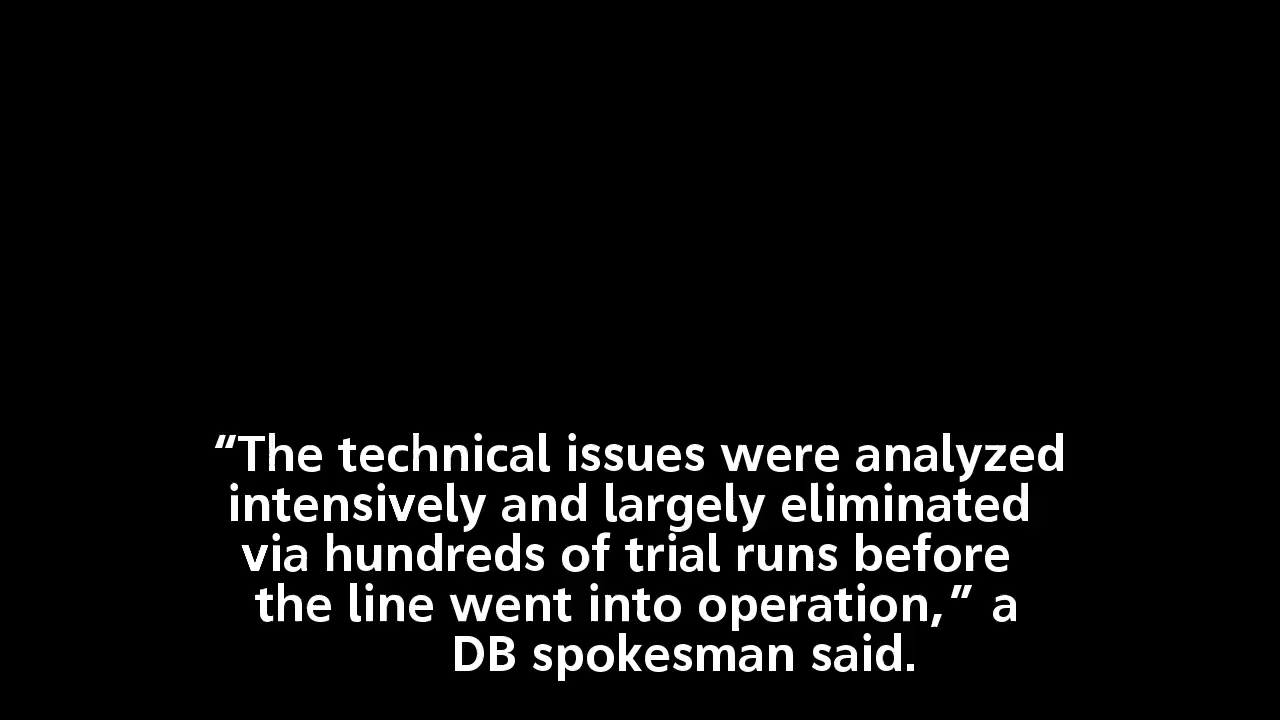 “The technical issues were analyzed
intensively and largely eliminated
via hundreds of trial runs before
the line went into operation,” a
DB spokesman said.